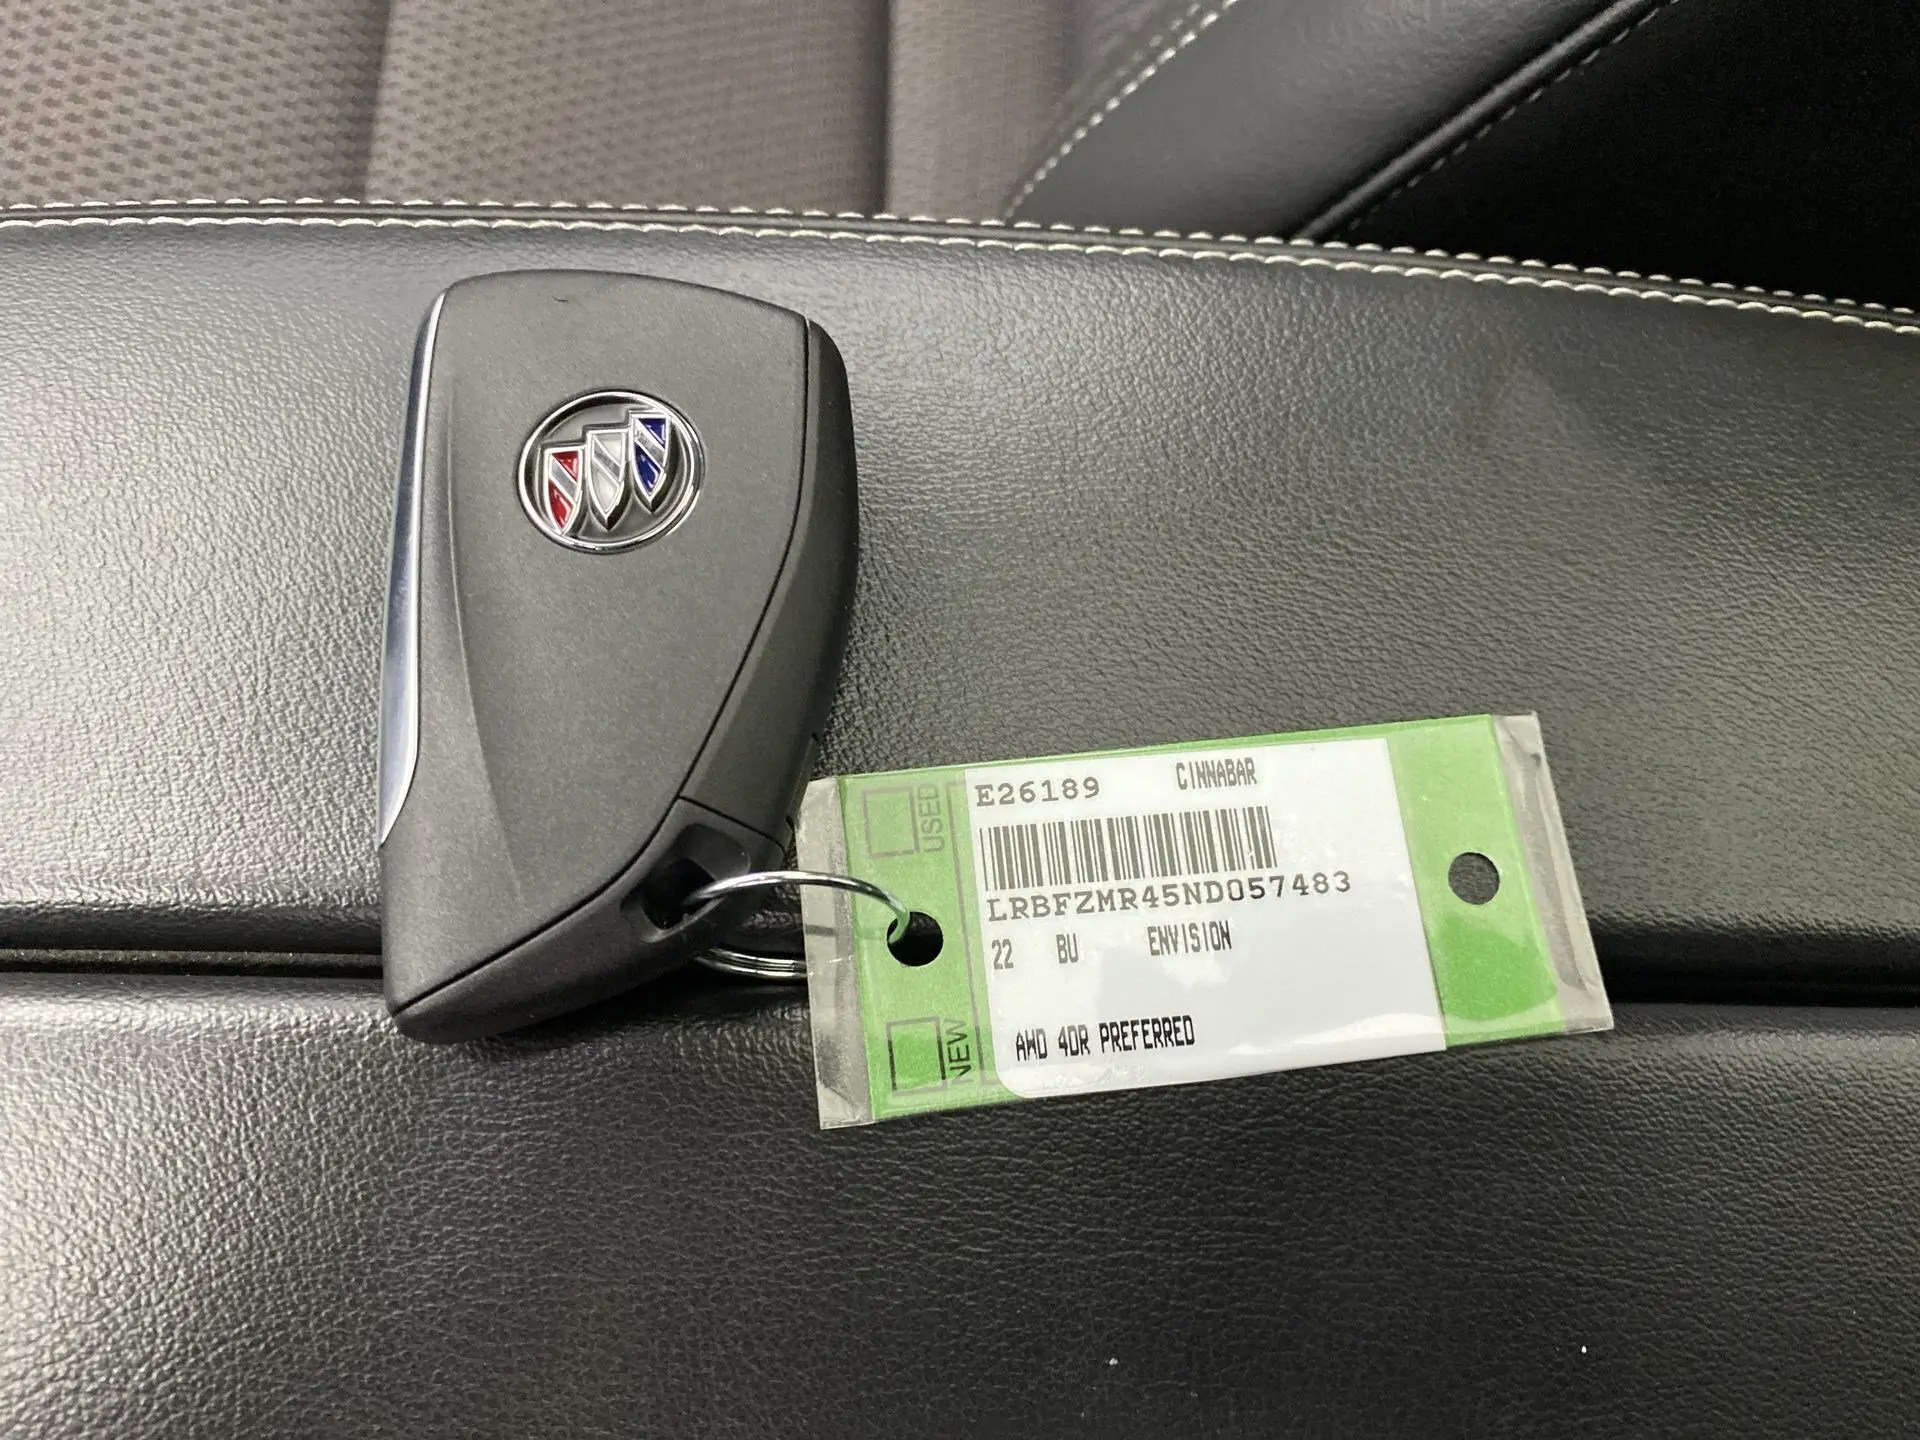 E26189 CINNABAR
LRBFZMR45ND057483
22 BU ENVISION
AWD 4DR PREFERRED
USED
NEW